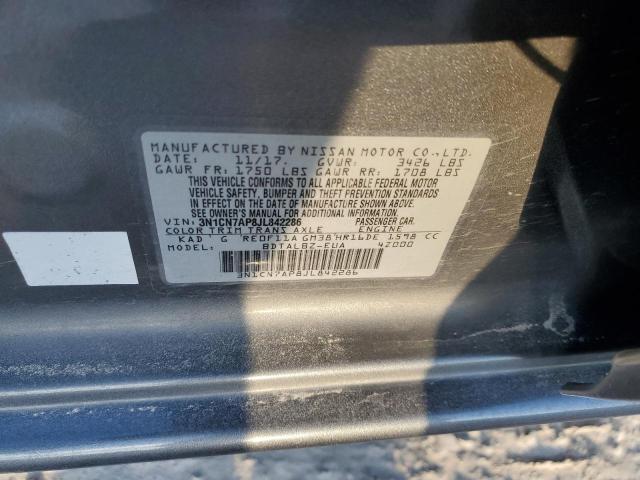 MANUFACTURED BY NISSAN MOTOR CO., LTD.
DATE: 11/17. GVWR: 3426 LBS
GAWR FR: 1750 LBS GAWR RR: 1708 LBS
THIS VEHICLE CONFORMS TO ALL APPLICABLE FEDERAL MOTOR
VEHICLE SAFETY, BUMPER, AND THEFT PREVENTION STANDARDS
IN EFFECT ON THE DATE OF MANUFACTURE SHOWN ABOVE.
SEE OWNER'S MANUAL FOR ADDITIONAL INFORMATION.
VIN: 3N1CN7AP8JL842286 PASSENGER CAR.
COLOR TRIM TRANS AXLE ENGINE
KAD G RE0F11A GM38 HR16DE 1598 CC
MODEL: BDTALBZ-EUA 4Z000
3N1CN7AP8JL842286